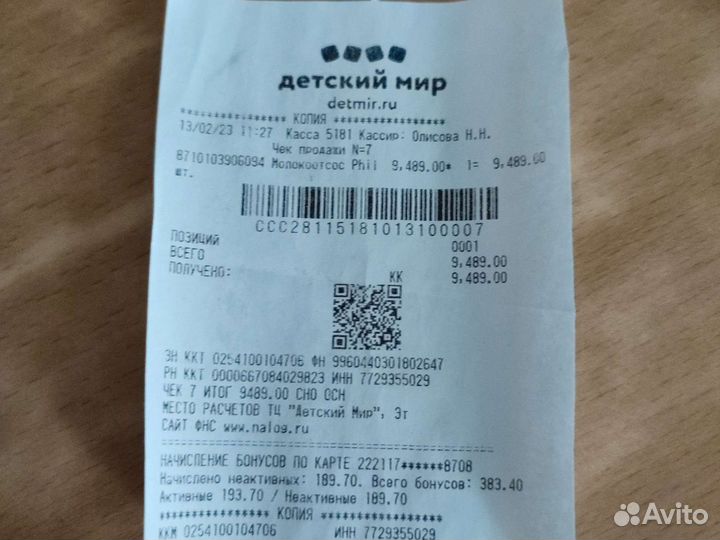 детский мир
detmir.ru
**************** КОПИЯ *****************
13/02/23 11:27 Касса 5181 Кассир: Олисова Н.Н.
Чек продажи N=7
8710103906094 Молокоотсос Phil 9,489.00* 1= 9,489.00
шт.
CCC28115181013100007
ПОЗИЦИЙ 0001
ВСЕГО 9,489.00
ПОЛУЧЕНО: КК 9,489.00
ЗН ККТ 0254100104706 ФН 9960440301802647
РН ККТ 0000667084029823 ИНН 7729355029
ЧЕК 7 ИТОГ 9489.00 СНО ОСН
МЕСТО РАСЧЕТОВ ТЦ "Детский Мир", Эт
САЙТ ФНС www.nalog.ru
****************************************
НАЧИСЛЕНИЕ БОНУСОВ ПО КАРТЕ 222117******8708
Начислено неактивных: 189.70. Всего бонусов: 383.40
Активные 193.70 / Неактивные 189.70
**************** КОПИЯ *****************
ККМ 0254100104706 ИНН 7729355029
Avito